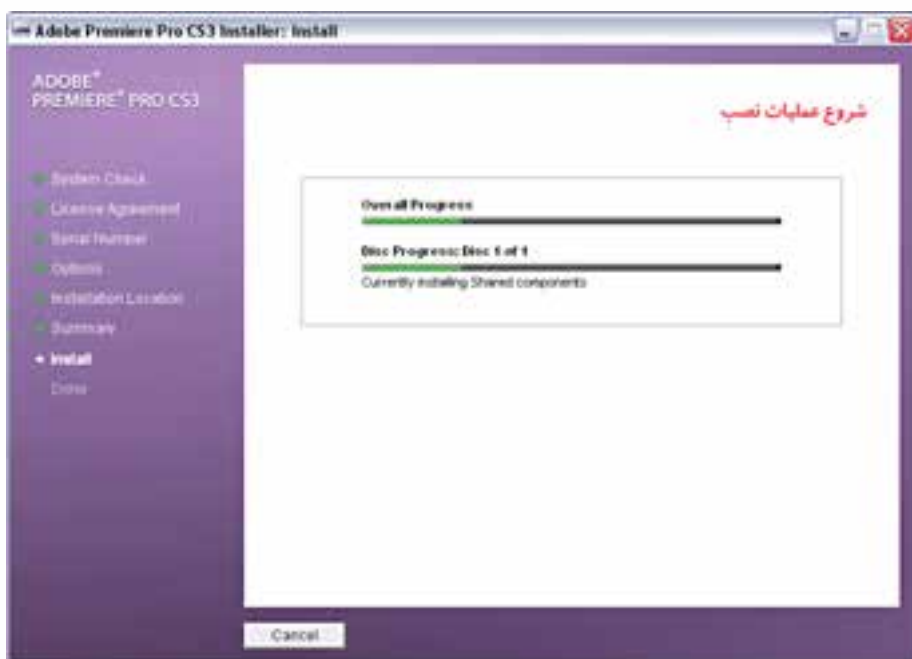 Adobe Premiere Pro CS3 Installer: Install
ADOBE®
PREMIERE® PRO CS3
شروع عملیات نصب
System Check
License Agreement
Serial Number
Options
Installation Location
Summary
Install
Done
Overall Progress
Disc Progress: Disc 1 of 1
Currently installing Shared components
Cancel